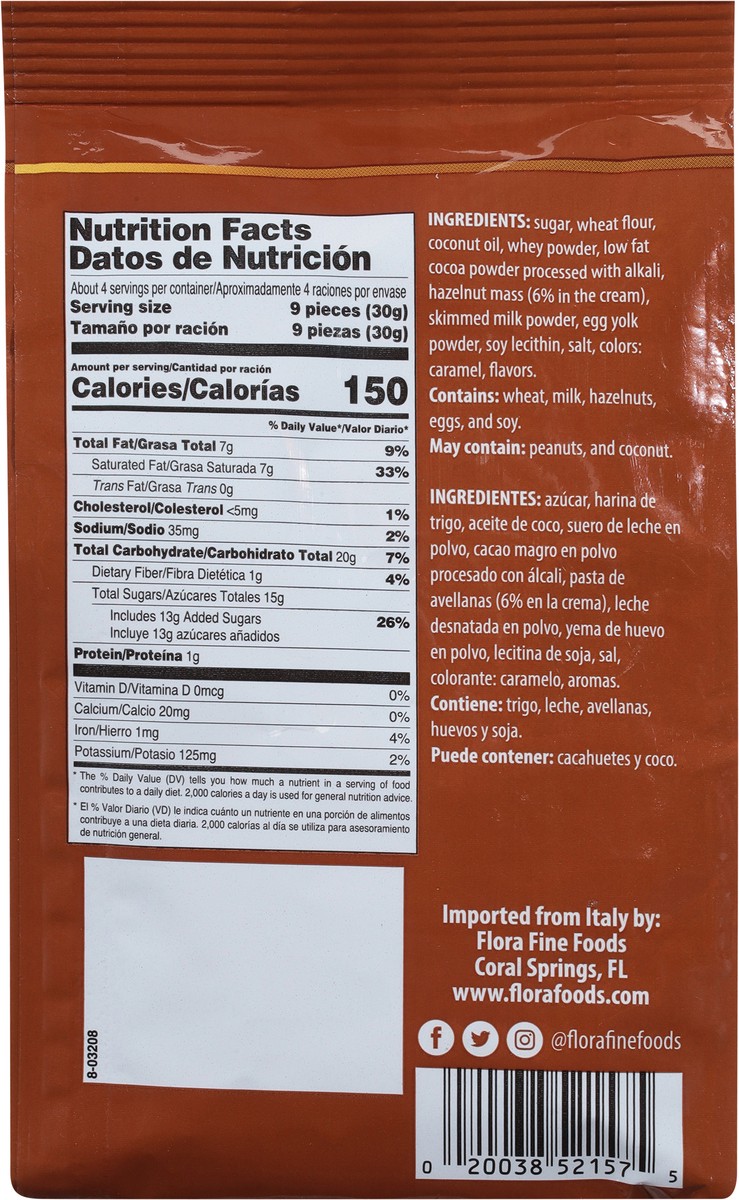 Nutrition Facts
Datos de Nutrición
About 4 servings per container/Aproximadamente 4 raciones por envase
Serving size 9 pieces (30g)
Tamaño por ración 9 piezas (30g)
Amount per serving/Cantidad por ración
Calories/Calorías 150
% Daily Value*/Valor Diario*
Total Fat/Grasa Total 7g 9%
Saturated Fat/Grasa Saturada 7g 33%
Trans Fat/Grasa Trans 0g
Cholesterol/Colesterol <5mg 1%
Sodium/Sodio 35mg 2%
Total Carbohydrate/Carbohidrato Total 20g 7%
Dietary Fiber/Fibra Dietética 1g 4%
Total Sugars/Azúcares Totales 15g
Includes 13g Added Sugars 26%
Incluye 13g azúcares añadidos
Protein/Proteína 1g
Vitamin D/Vitamina D 0mcg 0%
Calcium/Calcio 20mg 0%
Iron/Hierro 1mg 4%
Potassium/Potasio 125mg 2%
* The % Daily Value (DV) tells you how much a nutrient in a serving of food
contributes to a daily diet. 2,000 calories a day is used for general nutrition advice.
* El % Valor Diario (VD) le indica cuánto un nutriente en una porción de alimentos
contribuye a una dieta diaria. 2,000 calorías al día se utiliza para asesoramiento
de nutrición general.
INGREDIENTS: sugar, wheat flour,
coconut oil, whey powder, low fat
cocoa powder processed with alkali,
hazelnut mass (6% in the cream),
skimmed milk powder, egg yolk
powder, soy lecithin, salt, colors:
caramel, flavors.
Contains: wheat, milk, hazelnuts,
eggs, and soy.
May contain: peanuts, and coconut.
INGREDIENTES: azúcar, harina de
trigo, aceite de coco, suero de leche en
polvo, cacao magro en polvo
procesado con álcali, pasta de
avellanas (6% en la crema), leche
desnatada en polvo, yema de huevo
en polvo, lecitina de soja, sal,
colorante: caramelo, aromas.
Contiene: trigo, leche, avellanas,
huevos y soja.
Puede contener: cacahuetes y coco.
8-03208
Imported from Italy by:
Flora Fine Foods
Coral Springs, FL
www.florafoods.com
@florafinefoods
0 20038 52157 5